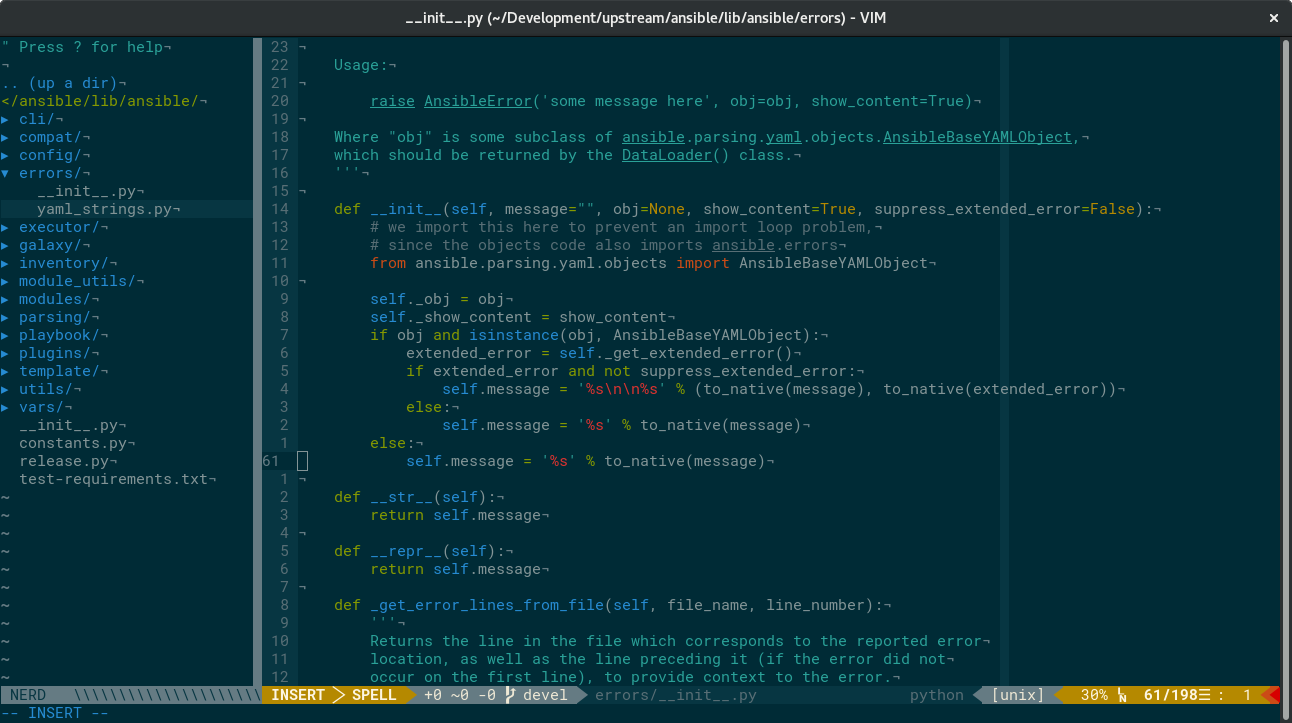 __init__.py (~/Development/upstream/ansible/lib/ansible/errors) - VIM
" Press ? for help¬
¬
.. (up a dir)¬
</ansible/lib/ansible/¬
▸ cli/¬
▸ compat/¬
▸ config/¬
▾ errors/¬
    __init__.py¬
    yaml_strings.py¬
▸ executor/¬
▸ galaxy/¬
▸ inventory/¬
▸ module_utils/¬
▸ modules/¬
▸ parsing/¬
▸ playbook/¬
▸ plugins/¬
▸ template/¬
▸ utils/¬
▸ vars/¬
  __init__.py¬
  constants.py¬
  release.py¬
  test-requirements.txt¬
~
~
~
~
~
~
~
~
~
~
~
23 ¬
22     Usage:¬
21 ¬
20         raise AnsibleError('some message here', obj=obj, show_content=True)¬
19 ¬
18     Where "obj" is some subclass of ansible.parsing.yaml.objects.AnsibleBaseYAMLObject,¬
17     which should be returned by the DataLoader() class.¬
16     '''¬
15 ¬
14     def __init__(self, message="", obj=None, show_content=True, suppress_extended_error=False):¬
13         # we import this here to prevent an import loop problem,¬
12         # since the objects code also imports ansible.errors¬
11         from ansible.parsing.yaml.objects import AnsibleBaseYAMLObject¬
10 ¬
9         self._obj = obj¬
8         self._show_content = show_content¬
7         if obj and isinstance(obj, AnsibleBaseYAMLObject):¬
6             extended_error = self._get_extended_error()¬
5             if extended_error and not suppress_extended_error:¬
4                 self.message = '%s\n\n%s' % (to_native(message), to_native(extended_error))¬
3             else:¬
2                 self.message = '%s' % to_native(message)¬
1         else:¬
61             self.message = '%s' % to_native(message)¬
1 ¬
2     def __str__(self):¬
3         return self.message¬
4 ¬
5     def __repr__(self):¬
6         return self.message¬
7 ¬
8     def _get_error_lines_from_file(self, file_name, line_number):¬
9         '''¬
10         Returns the line in the file which corresponds to the reported error¬
11         location, as well as the line preceding it (if the error did not¬
12         occur on the first line), to provide context to the error.¬
NERD \\\\\\\\\\\\\\\\\\\\\ INSERT > SPELL +0 ~0 -0 devel errors/__init__.py python [unix] 30% LN 61/198☰ : 1
-- INSERT --